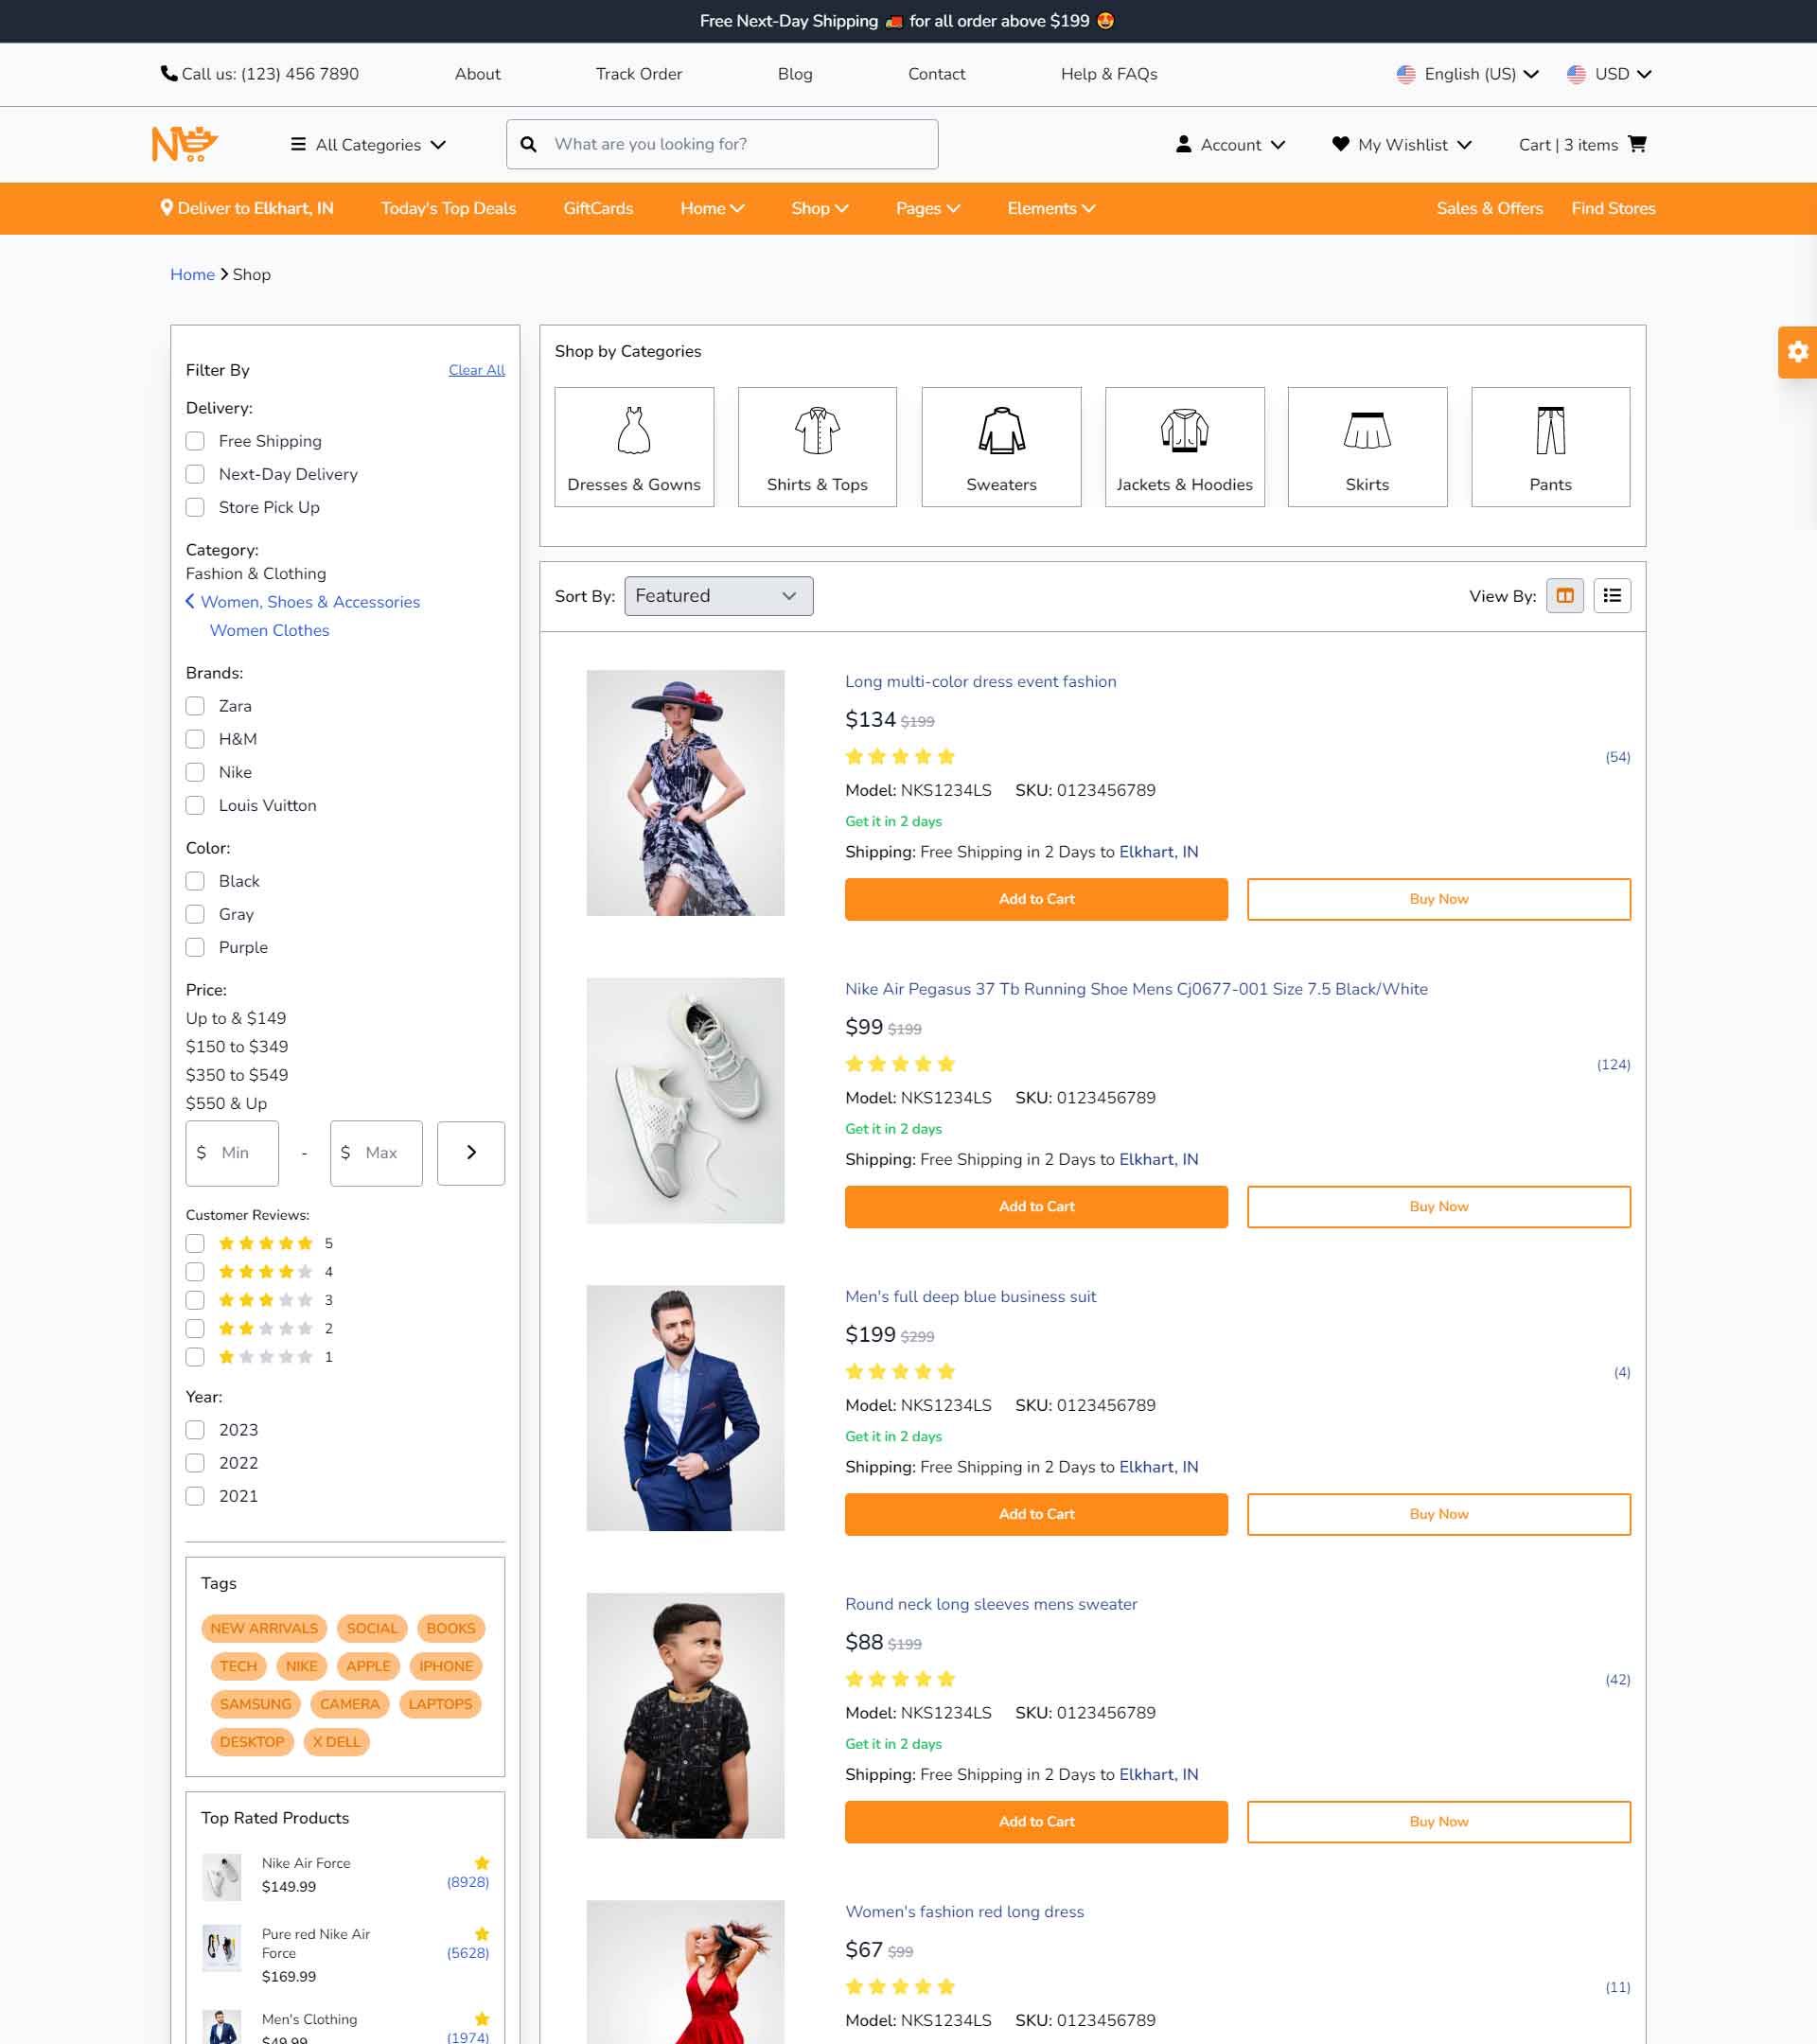 Free Next-Day Shipping 🚚 for all order above $199 😍
Call us: (123) 456 7890 About Track Order Blog Contact Help & FAQs English (US) USD
N All Categories What are you looking for? Account My Wishlist Cart | 3 items
Deliver to Elkhart, IN Today's Top Deals GiftCards Home Shop Pages Elements Sales & Offers Find Stores
Home Shop
Filter By Clear All
Delivery:
Free Shipping
Next-Day Delivery
Store Pick Up
Category:
Fashion & Clothing
Women, Shoes & Accessories
Women Clothes
Brands:
Zara
H&M
Nike
Louis Vuitton
Color:
Black
Gray
Purple
Price:
Up to & $149
$150 to $349
$350 to $549
$550 & Up
$ Min - $ Max
Customer Reviews:
5
4
3
2
1
Year:
2023
2022
2021
Tags
NEW ARRIVALS SOCIAL BOOKS
TECH NIKE APPLE IPHONE
SAMSUNG CAMERA LAPTOPS
DESKTOP X DELL
Top Rated Products
Nike Air Force
$149.99
(8928)
Pure red Nike Air
Force
$169.99
(5628)
Men's Clothing
$49.99
(1974)
Shop by Categories
Dresses & Gowns Shirts & Tops Sweaters Jackets & Hoodies Skirts Pants
Sort By: Featured View By:
Long multi-color dress event fashion
$134 $199
(54)
Model: NKS1234LS SKU: 0123456789
Get it in 2 days
Shipping: Free Shipping in 2 Days to Elkhart, IN
Add to Cart Buy Now
Nike Air Pegasus 37 Tb Running Shoe Mens Cj0677-001 Size 7.5 Black/White
$99 $199
(124)
Model: NKS1234LS SKU: 0123456789
Get it in 2 days
Shipping: Free Shipping in 2 Days to Elkhart, IN
Add to Cart Buy Now
Men's full deep blue business suit
$199 $299
(4)
Model: NKS1234LS SKU: 0123456789
Get it in 2 days
Shipping: Free Shipping in 2 Days to Elkhart, IN
Add to Cart Buy Now
Round neck long sleeves mens sweater
$88 $199
(42)
Model: NKS1234LS SKU: 0123456789
Get it in 2 days
Shipping: Free Shipping in 2 Days to Elkhart, IN
Add to Cart Buy Now
Women's fashion red long dress
$67 $99
(11)
Model: NKS1234LS SKU: 0123456789